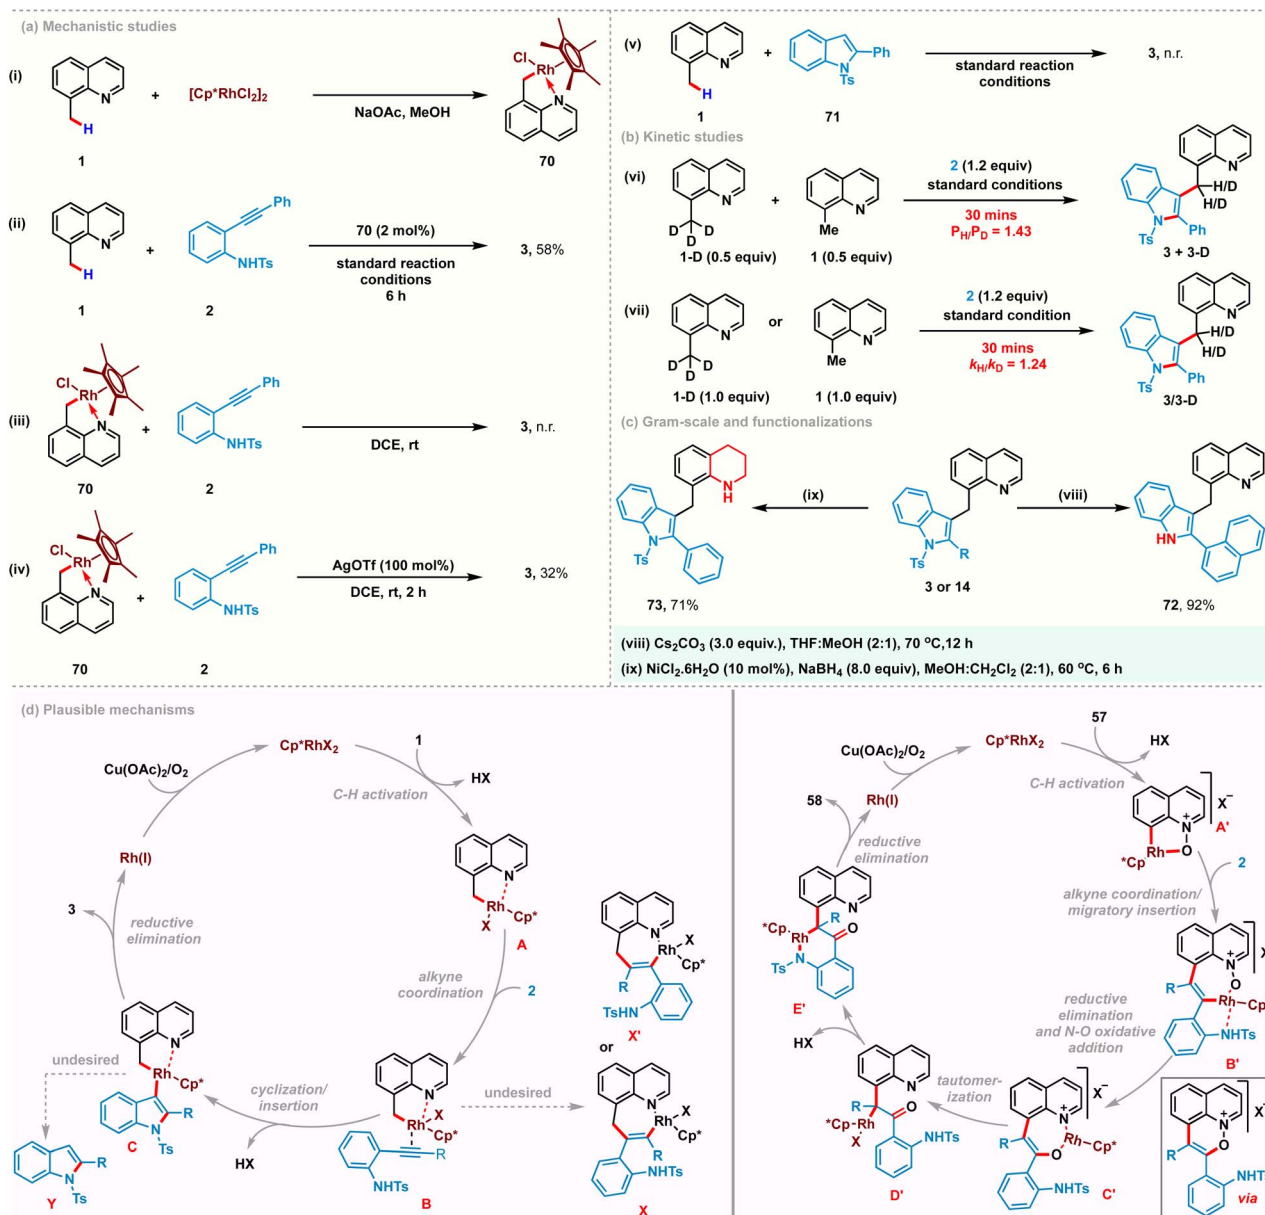 (a) Mechanistic studies
(i)
H
1
+
[Cp*RhCl2]2
NaOAc, MeOH
Cl
Rh
N
70
(ii)
N
H
1
+
Ph
NHTs
2
70 (2 mol%)
standard reaction
conditions
6 h
3, 58%
(iii)
Cl
Rh
N
70
+
Ph
NHTs
2
DCE, rt
3, n.r.
(iv)
Cl
Rh
N
70
+
Ph
NHTs
2
AgOTf (100 mol%)
DCE, rt, 2 h
3, 32%
(v)
N
H
1
+
Ph
N
Ts
71
standard reaction
conditions
3, n.r.
(b) Kinetic studies
(vi)
N
D D
D
1-D (0.5 equiv)
+
N
Me
1 (0.5 equiv)
2 (1.2 equiv)
standard conditions
30 mins
PH/PD = 1.43
N
H/D
H/D
N
Ts
Ph
3 + 3-D
(vii)
N
D D
D
1-D (1.0 equiv)
or
N
Me
1 (1.0 equiv)
2 (1.2 equiv)
standard condition
30 mins
kH/kD = 1.24
N
H/D
H/D
N
Ts
Ph
3/3-D
(c) Gram-scale and functionalizations
N
H
N
Ts
73, 71%
(ix)
N
N
Ts
R
3 or 14
(viii)
N
HN
72, 92%
(viii) Cs2CO3 (3.0 equiv.), THF:MeOH (2:1), 70 oC,12 h
(ix) NiCl2.6H2O (10 mol%), NaBH4 (8.0 equiv), MeOH:CH2Cl2 (2:1), 60 oC, 6 h
(d) Plausible mechanisms
Cp*RhX2
1
HX
C-H activation
Cu(OAc)2/O2
Rh(I)
3
reductive
elimination
N
Rh
Cp*
X
A
alkyne
coordination
2
N
X
Rh
Cp*
R
TsHN
X'
or
N
X
Rh
Cp*
R
NHTs
X
undesired
N
X
Rh
Cp*
R
NHTs
B
cyclization/
insertion
HX
N
Rh
Cp*
R
N
Ts
C
undesired
R
N
Ts
Y
Cp*RhX2
57
HX
C-H activation
Cu(OAc)2/O2
Rh(I)
58
reductive
elimination
N+
Rh
O
*Cp
X−
A'
2
alkyne coordination/
migratory insertion
N+
O
R
Rh
Cp
NHTs
X
B'
reductive
elimination
and N-O oxidative
addition
N+
X−
R
Rh
O
Cp*
NHTs
C'
N+
X
R
O
NHTs
via
tautomer-
ization
N
R
O
*Cp-Rh
X
NHTs
D'
HX
N
R
*Cp
Rh
O
Ts
N
E'